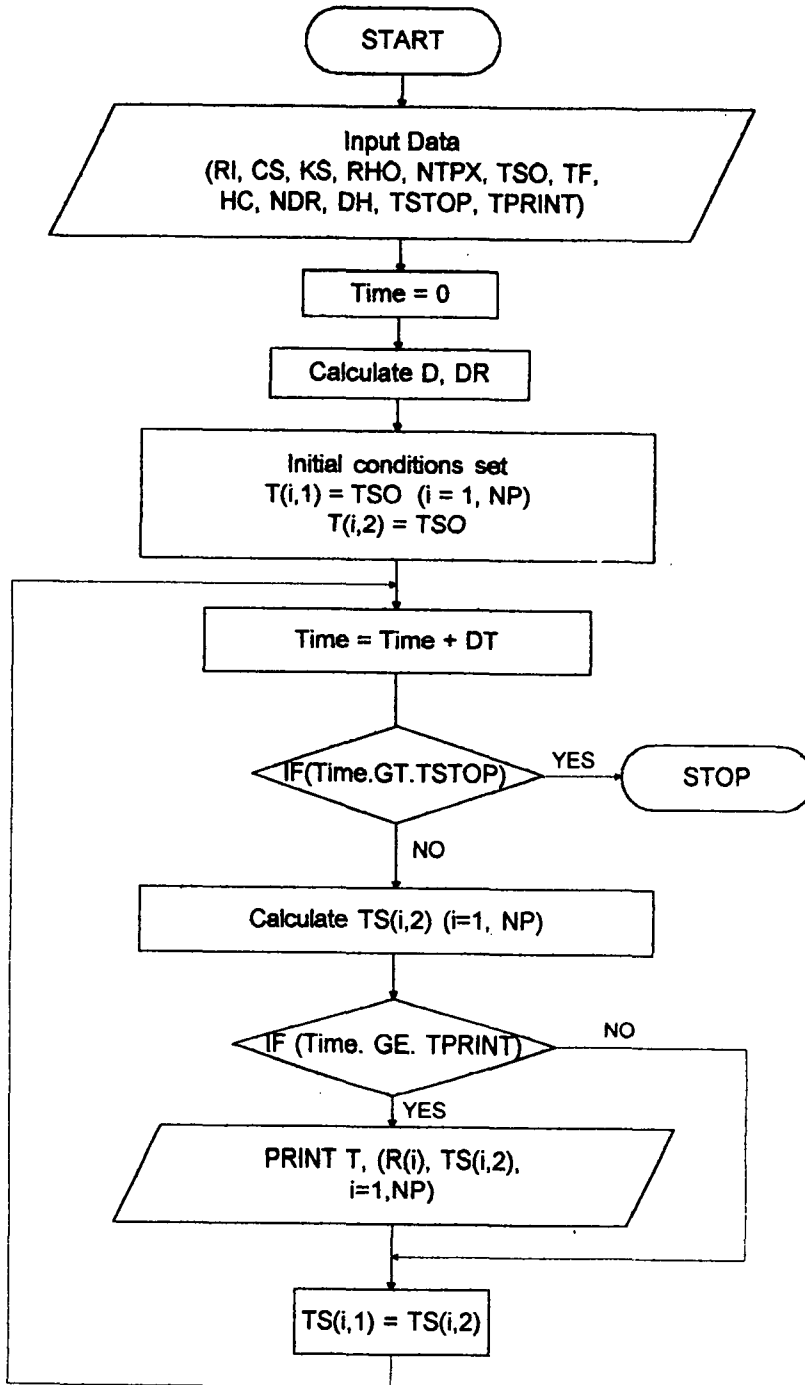 START
Input Data
(RI, CS, KS, RHO, NTPX, TSO, TF,
HC, NDR, DH, TSTOP, TPRINT)
Time = 0
Calculate D, DR
Initial conditions set
T(i,1) = TSO (i = 1, NP)
T(i,2) = TSO
Time = Time + DT
IF(Time.GT.TSTOP)
YES
STOP
NO
Calculate TS(i,2) (i=1, NP)
IF (Time. GE. TPRINT)
NO
YES
PRINT T, (R(i), TS(i,2),
i=1,NP)
TS(i,1) = TS(i,2)